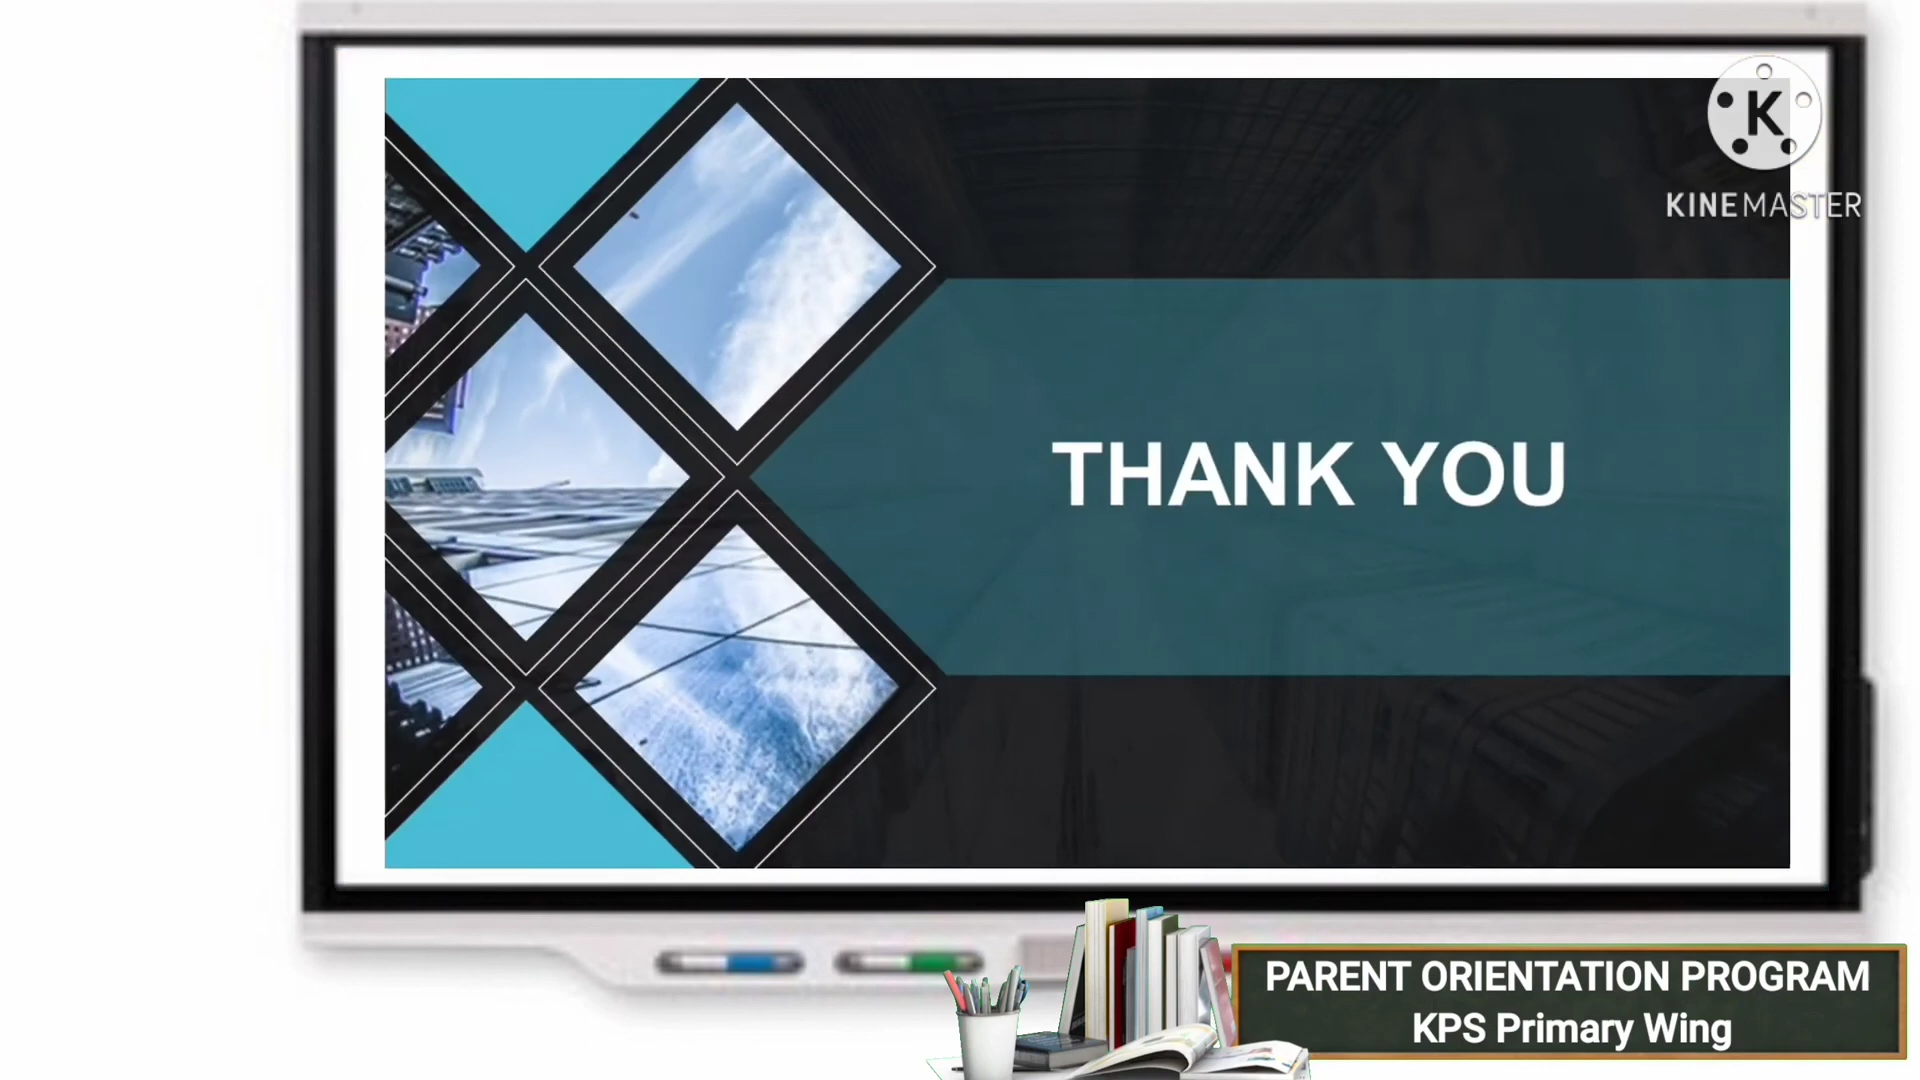 K
KINEMASTER
THANK YOU
PARENT ORIENTATION PROGRAM
KPS Primary Wing